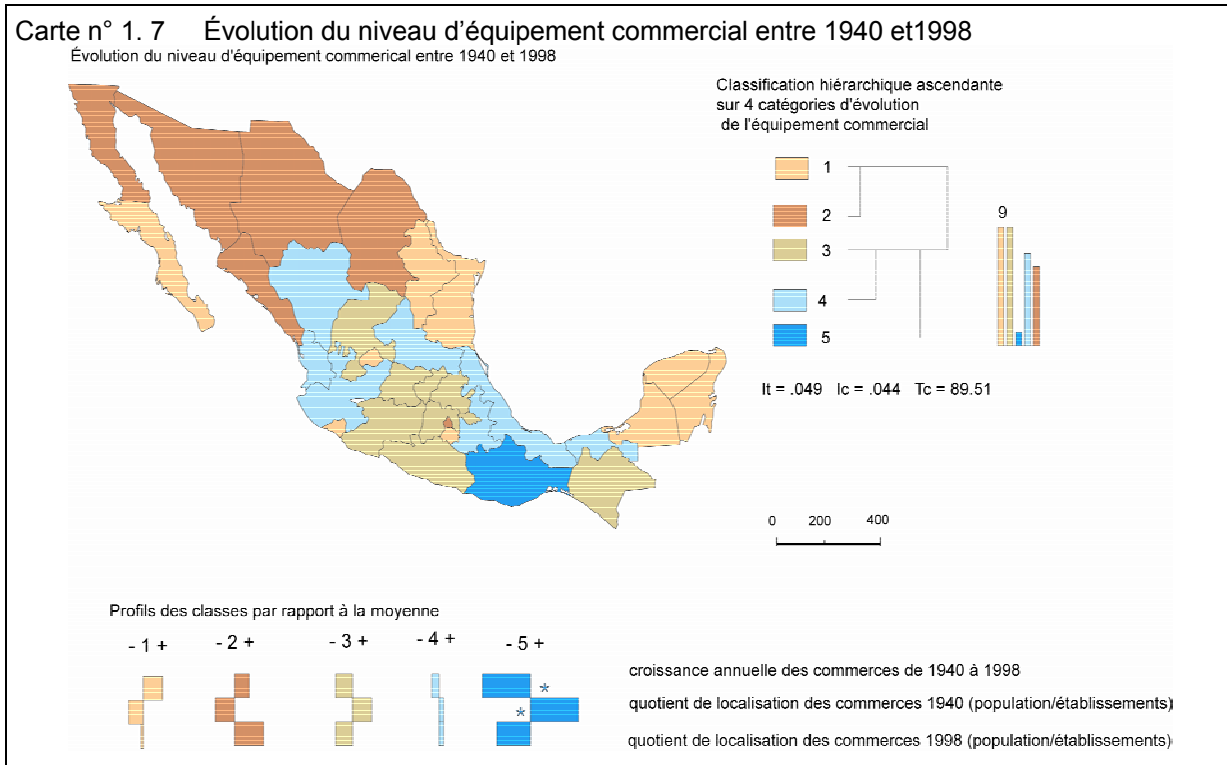 Carte n° 1. 7 Évolution du niveau d'équipement commercial entre 1940 et1998
Évolution du niveau d'équipement commerical entre 1940 et 1998
Classification hiérarchique ascendante
sur 4 catégories d'évolution
de l'équipement commercial
1
2
3
4
5
9
It = .049 Ic = .044 Tc = 89.51
0 200 400
Profils des classes par rapport à la moyenne
- 1 + - 2 + - 3 + - 4 + - 5 +
croissance annuelle des commerces de 1940 à 1998
*
quotient de localisation des commerces 1940 (population/établissements)
*
quotient de localisation des commerces 1998 (population/établissements)